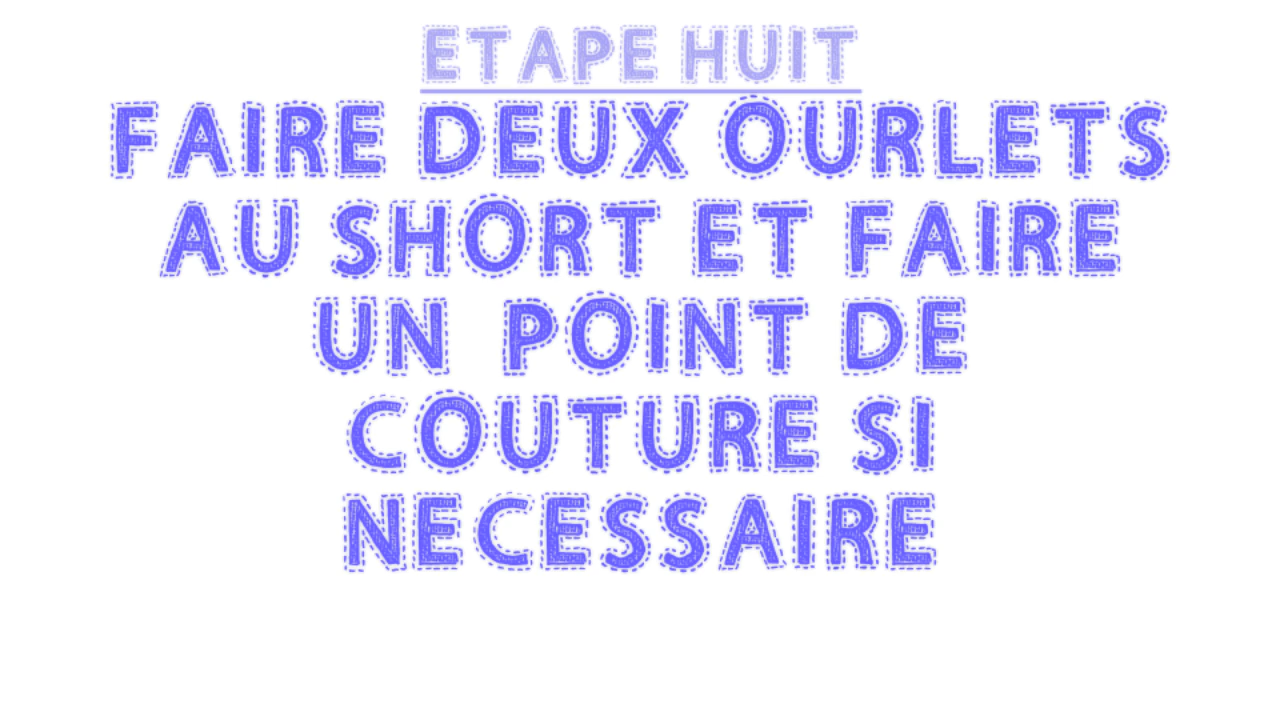 ETAPE HUIT
FAIRE DEUX OURLETS
AU SHORT ET FAIRE
UN POINT DE
COUTURE SI
NECESSAIRE